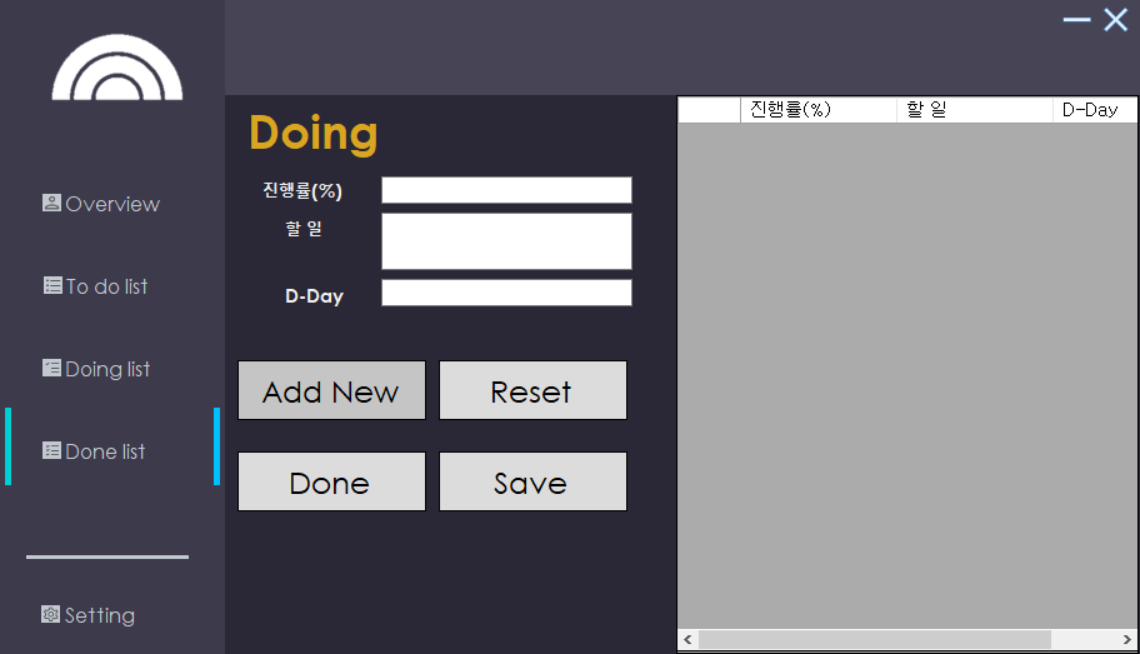 Overview
To do list
Doing list
Done list
Setting
Doing
진행률(%)
할 일
D-Day
Add New
Reset
Done
Save
진행률(%) 할 일 D-Day